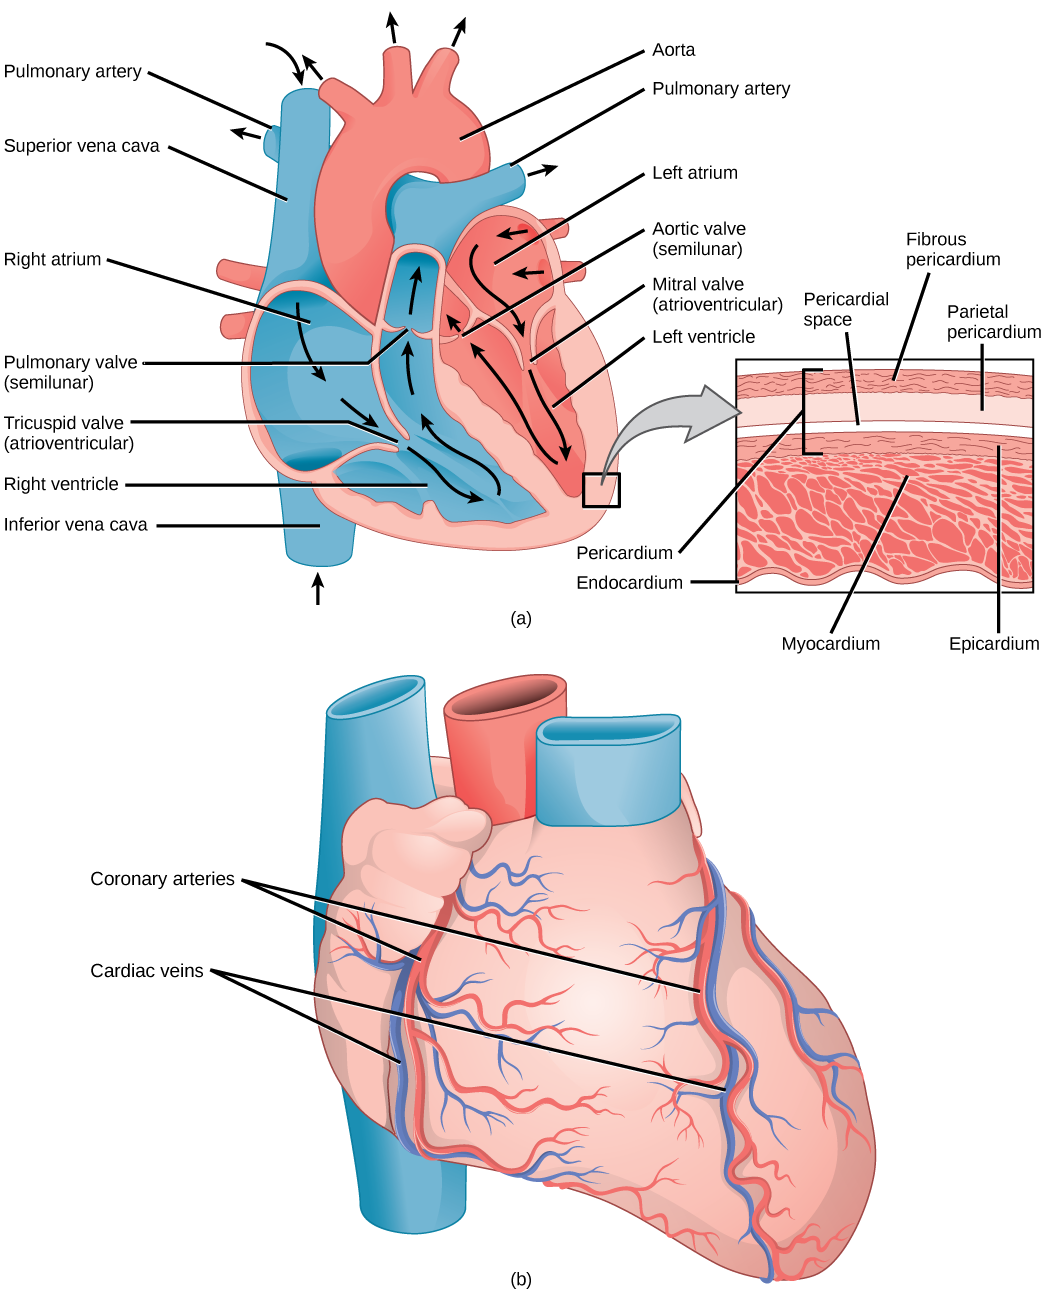 Pulmonary artery
Superior vena cava
Right atrium
Pulmonary valve
(semilunar)
Tricuspid valve
(atrioventricular)
Right ventricle
Inferior vena cava
Aorta
Pulmonary artery
Left atrium
Aortic valve
(semilunar)
Mitral valve
(atrioventricular)
Left ventricle
Fibrous
pericardium
Pericardial
space
Parietal
pericardium
Pericardium
Endocardium
Myocardium
Epicardium
(a)
Coronary arteries
Cardiac veins
(b)